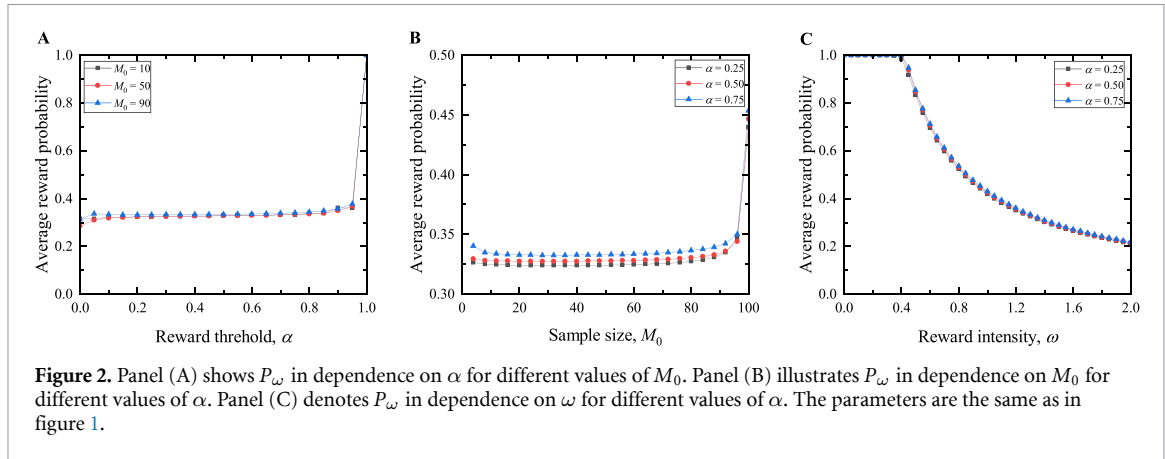 A
Average reward probability
1.0
0.8
0.6
0.4
0.2
0.0
M₀ = 10
M₀ = 50
M₀ = 90
0.0 0.2 0.4 0.6 0.8 1.0
Reward threhold, α
B
Average reward probability
0.50
0.45
0.40
0.35
0.30
α = 0.25
α = 0.50
α = 0.75
0 20 40 60 80 100
Sample size, M₀
C
Average reward probability
1.0
0.8
0.6
0.4
0.2
0.0
α = 0.25
α = 0.50
α = 0.75
0.0 0.4 0.8 1.2 1.6 2.0
Reward intensity, ω
Figure 2. Panel (A) shows Pω in dependence on α for different values of M₀. Panel (B) illustrates Pω in dependence on M₀ for
different values of α. Panel (C) denotes Pω in dependence on ω for different values of α. The parameters are the same as in
figure 1.